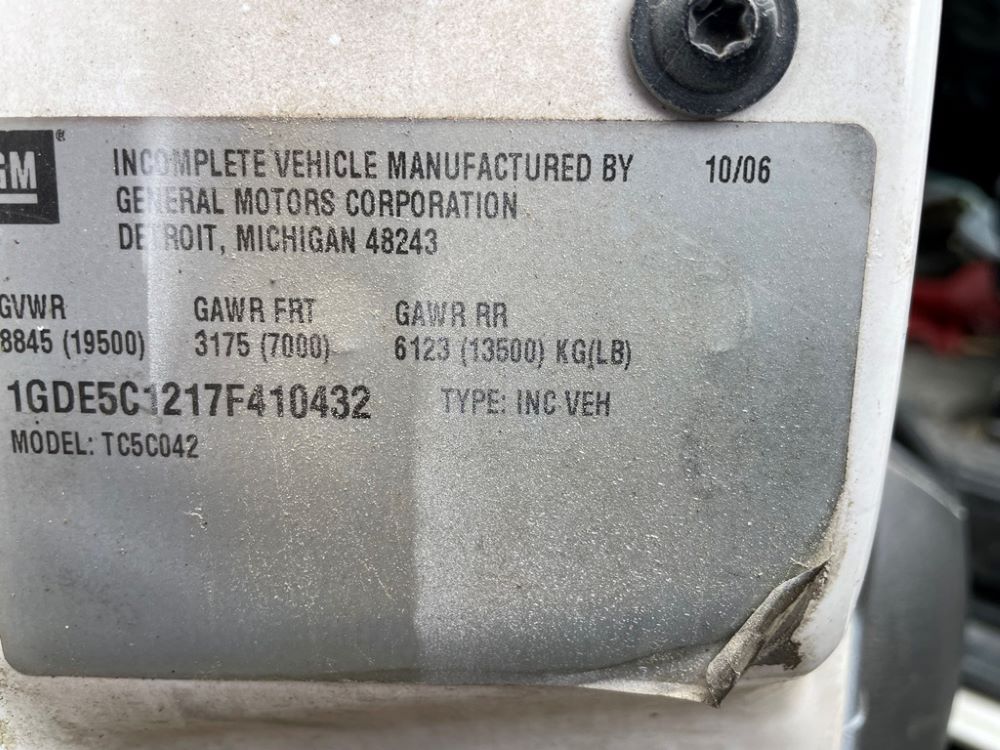 GM® INCOMPLETE VEHICLE MANUFACTURED BY 10/06
GENERAL MOTORS CORPORATION
DETROIT, MICHIGAN 48243
GVWR GAWR FRT GAWR RR
8845 (19500) 3175 (7000) 6123 (13500) KG(LB)
1GDE5C1217F410432 TYPE: INC VEH
MODEL: TC5C042